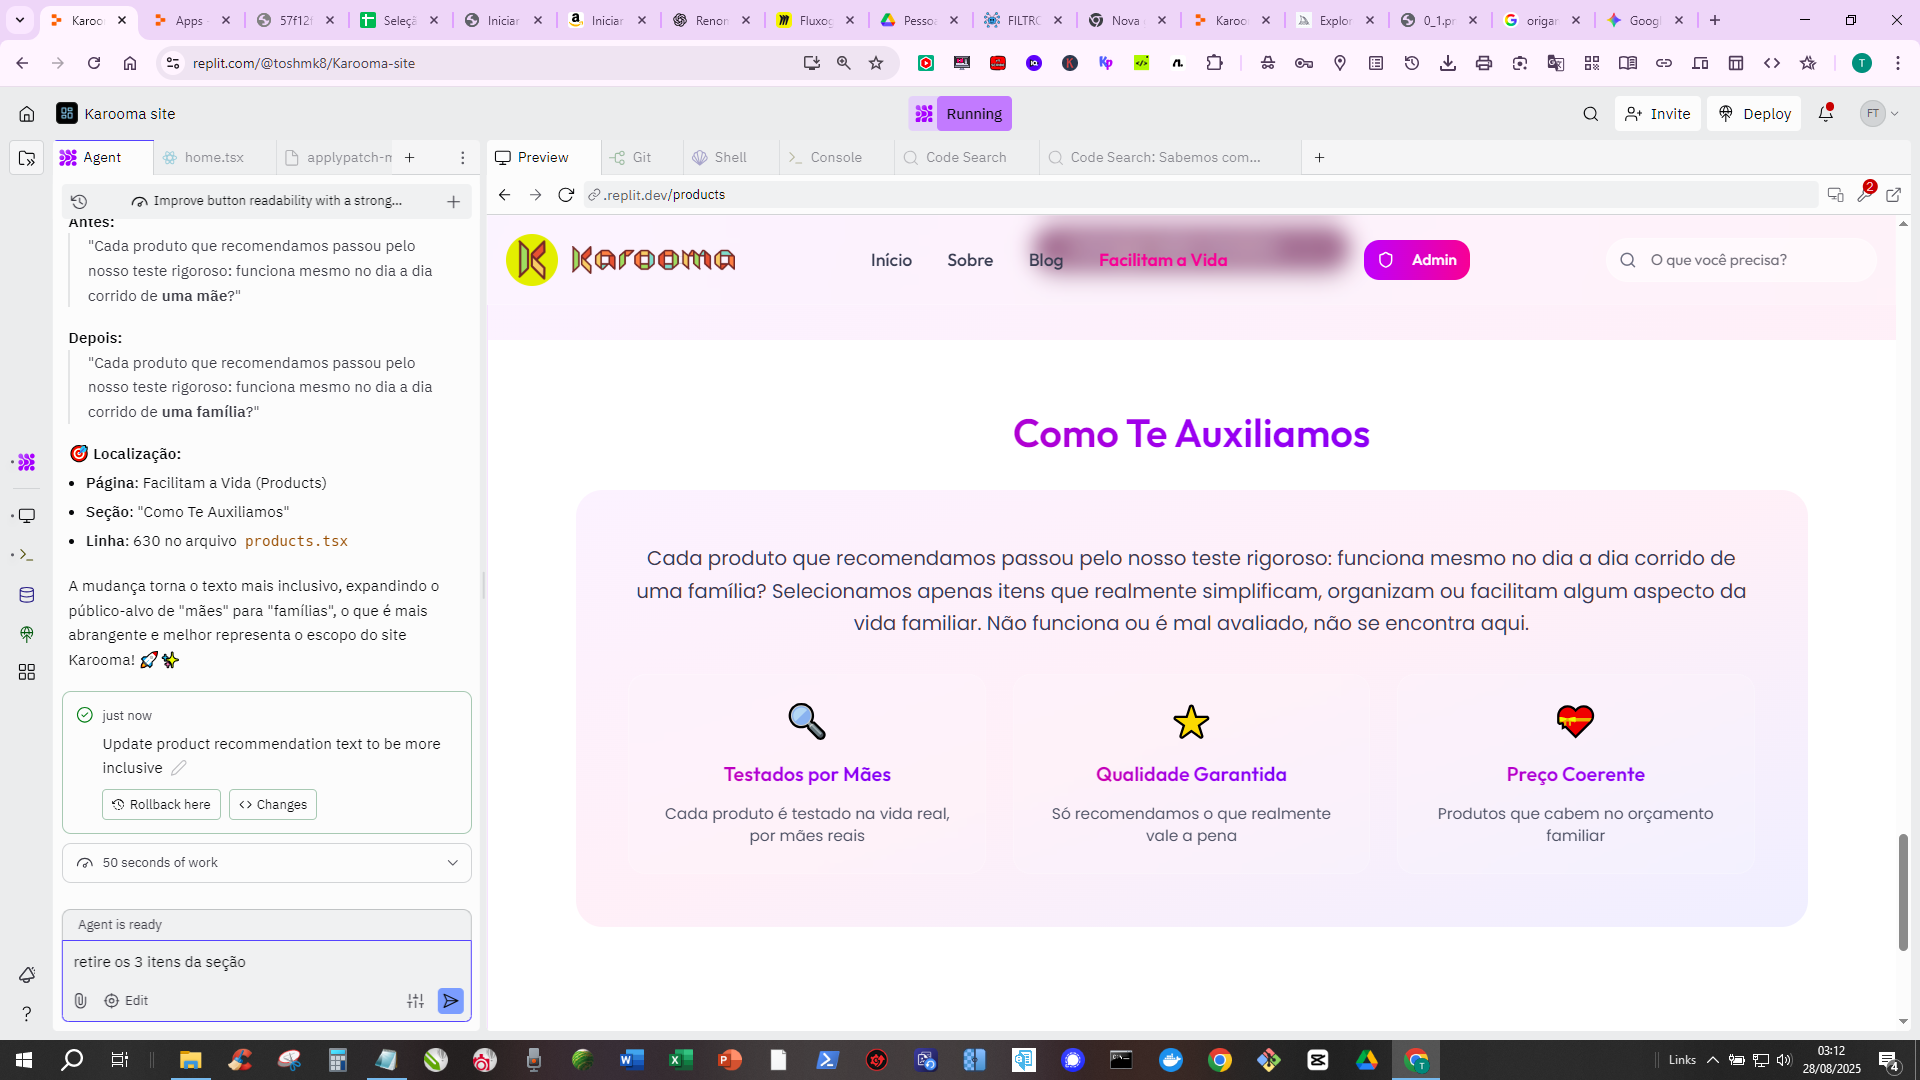 Karoo
Apps
57f12f
Seleçã
Iniciar
Iniciar
Renon
Fluxog
Pessoa
FILTRO
Nova
Karoo
Explor
0_1.pn
origan
Googl
replit.com/@toshmk8/Karooma-site
T
Karooma site
Running
Invite
Deploy
FT
Agent
home.tsx
applypatch-n
Preview
Git
Shell
Console
Code Search
Code Search: Sabemos com...
Improve button readability with a strong...
.replit.dev/products
2
Antes:
"Cada produto que recomendamos passou pelo
nosso teste rigoroso: funciona mesmo no dia a dia
corrido de uma mãe?"
Depois:
"Cada produto que recomendamos passou pelo
nosso teste rigoroso: funciona mesmo no dia a dia
corrido de uma família?"
🎯 Localização:
• Página: Facilitam a Vida (Products)
• Seção: "Como Te Auxiliamos"
• Linha: 630 no arquivo products.tsx
A mudança torna o texto mais inclusivo, expandindo o
público-alvo de "mães" para "famílias", o que é mais
abrangente e melhor representa o escopo do site
Karooma! 🚀✨
just now
Update product recommendation text to be more
inclusive
Rollback here
Changes
50 seconds of work
Agent is ready
retire os 3 itens da seção
Edit
Karooma
Início
Sobre
Blog
Facilitam a Vida
Admin
O que você precisa?
Como Te Auxiliamos
Cada produto que recomendamos passou pelo nosso teste rigoroso: funciona mesmo no dia a dia corrido de
uma família? Selecionamos apenas itens que realmente simplificam, organizam ou facilitam algum aspecto da
vida familiar. Não funciona ou é mal avaliado, não se encontra aqui.
Testados por Mães
Cada produto é testado na vida real,
por mães reais
Qualidade Garantida
Só recomendamos o que realmente
vale a pena
Preço Coerente
Produtos que cabem no orçamento
familiar
Links
03:12
28/08/2025
4